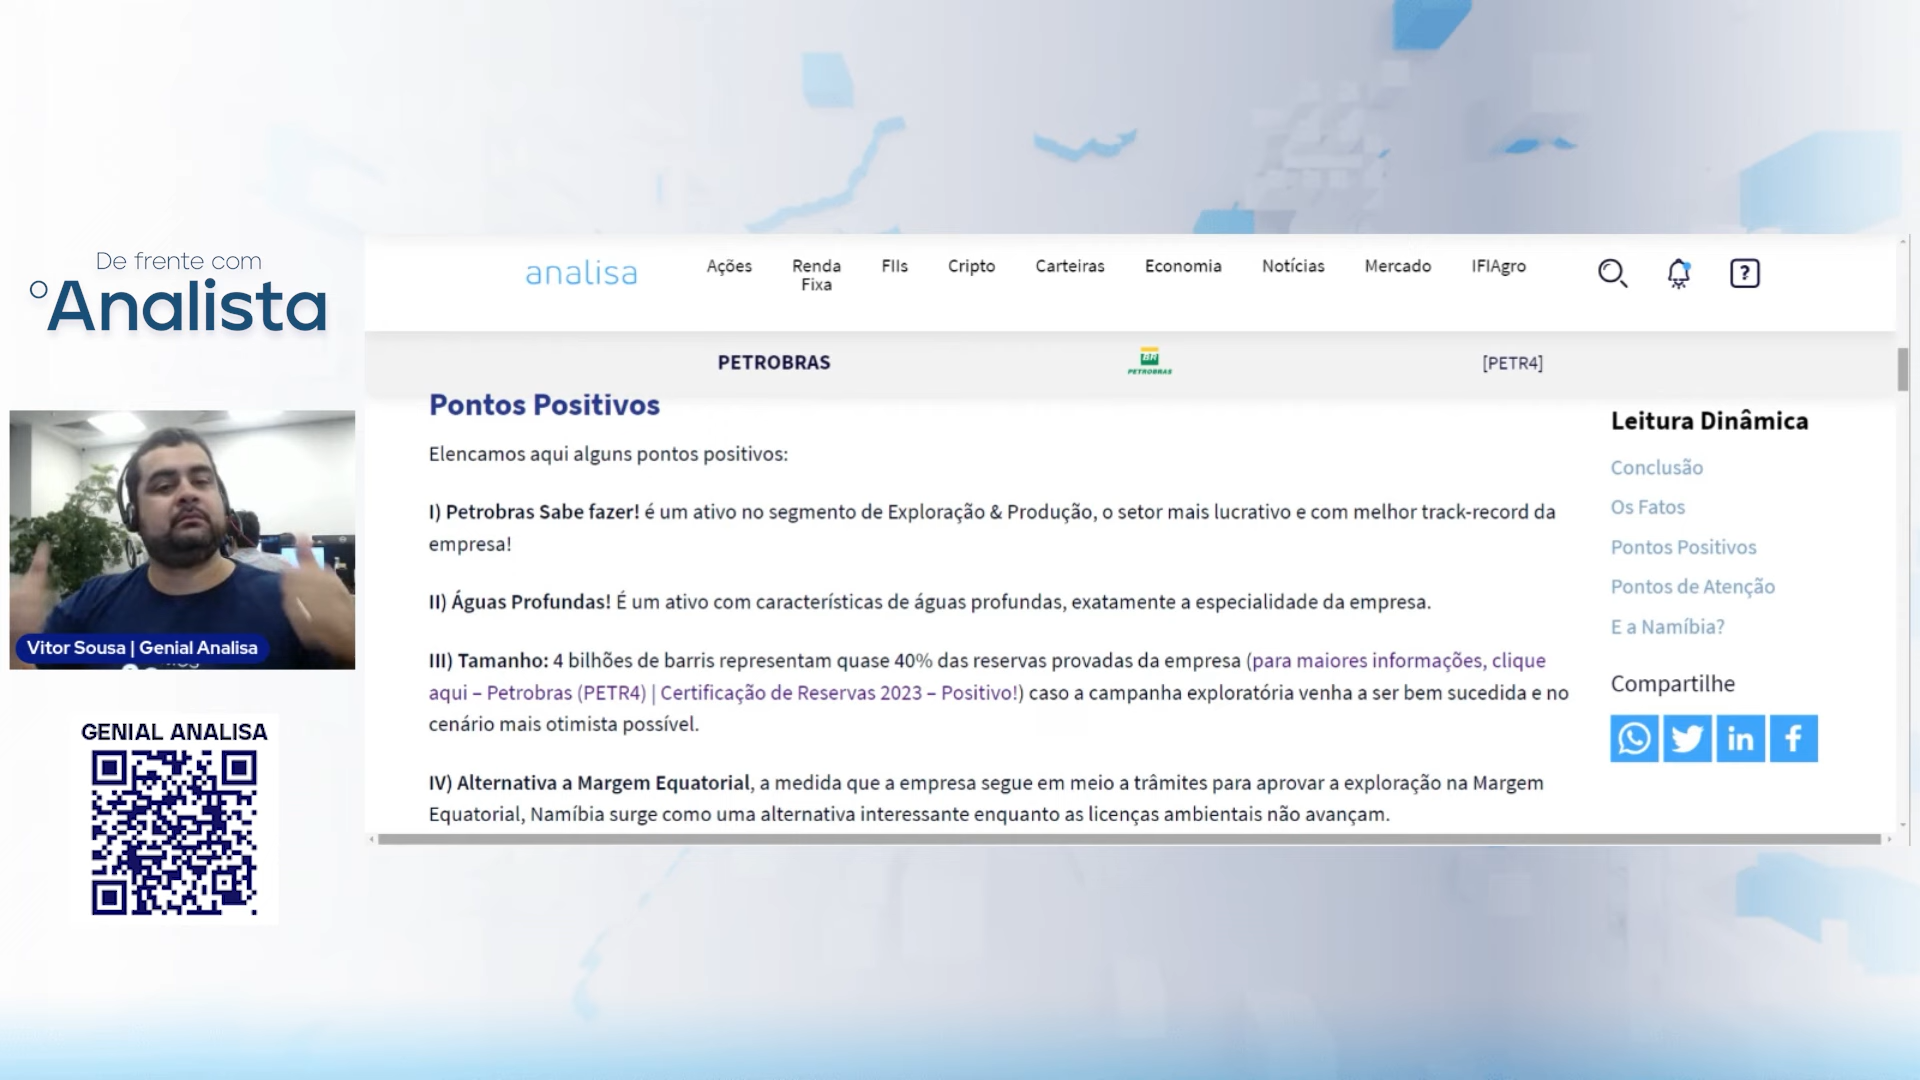 De frente com
°Analista
Vitor Sousa | Genial Analisa
GENIAL ANALISA
analisa
Ações
Renda
Fixa
FIIs
Cripto
Carteiras
Economia
Notícias
Mercado
IFIAgro
?
PETROBRAS
BR
PETROBRAS
[PETR4]
Pontos Positivos
Elencamos aqui alguns pontos positivos:
I) Petrobras Sabe fazer! é um ativo no segmento de Exploração & Produção, o setor mais lucrativo e com melhor track-record da
empresa!
II) Águas Profundas! É um ativo com características de águas profundas, exatamente a especialidade da empresa.
III) Tamanho: 4 bilhões de barris representam quase 40% das reservas provadas da empresa (para maiores informações, clique
aqui – Petrobras (PETR4) | Certificação de Reservas 2023 – Positivo!) caso a campanha exploratória venha a ser bem sucedida e no
cenário mais otimista possível.
IV) Alternativa a Margem Equatorial, a medida que a empresa segue em meio a trâmites para aprovar a exploração na Margem
Equatorial, Namíbia surge como uma alternativa interessante enquanto as licenças ambientais não avançam.
Leitura Dinâmica
Conclusão
Os Fatos
Pontos Positivos
Pontos de Atenção
E a Namíbia?
Compartilhe